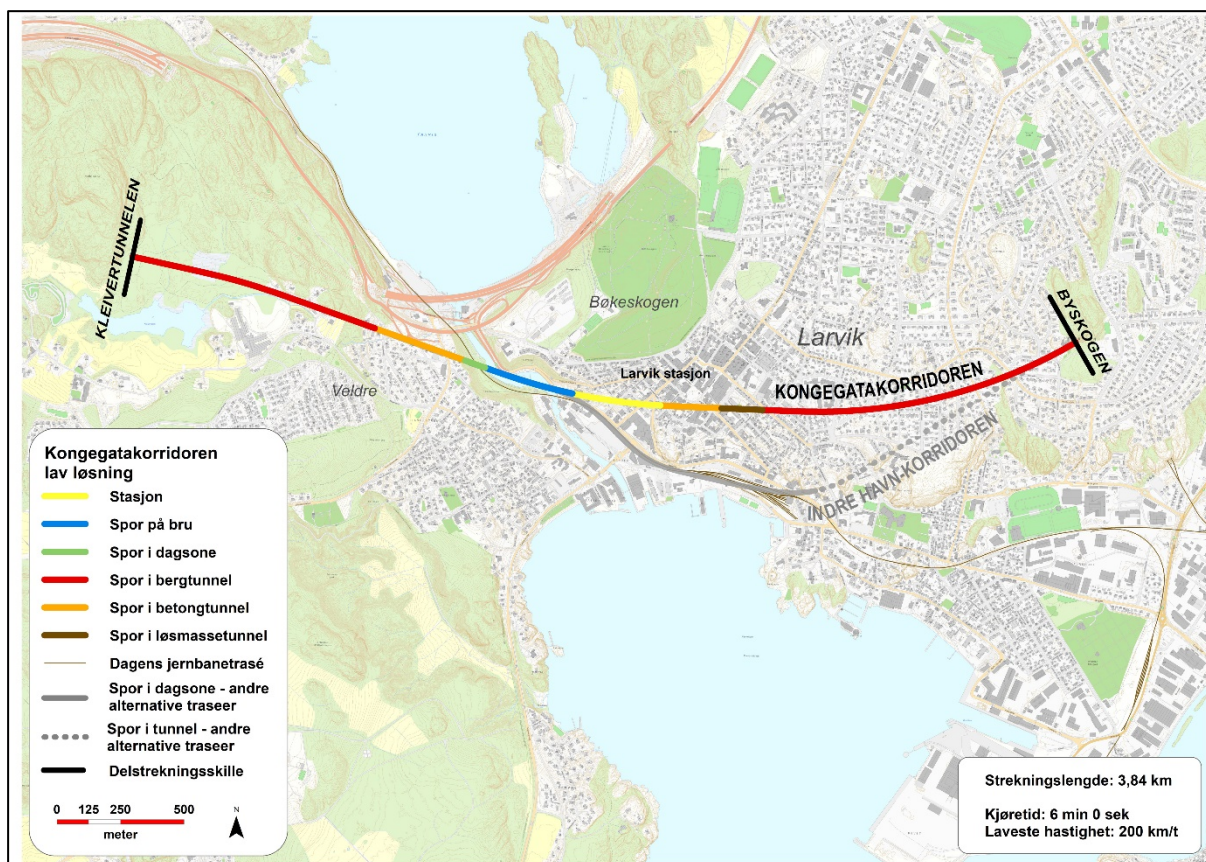 KLEIVERTUNNELEN
Bøkeskogen
Larvik
BYSKOGEN
Larvik stasjon
KONGEGATAKORRIDOREN
Veldre
INDRE HAVN-KORRIDOREN
Kongegatakorridoren
lav løsning
Stasjon
Spor på bru
Spor i dagsone
Spor i bergtunnel
Spor i betongtunnel
Spor i løsmassetunnel
Dagens jernbanetrasé
Spor i dagsone - andre
alternative traseer
Spor i tunnel - andre
alternative traseer
Delstrekningsskille
0 125 250 500
meter
N
Strekningslengde: 3,84 km
Kjøretid: 6 min 0 sek
Laveste hastighet: 200 km/t